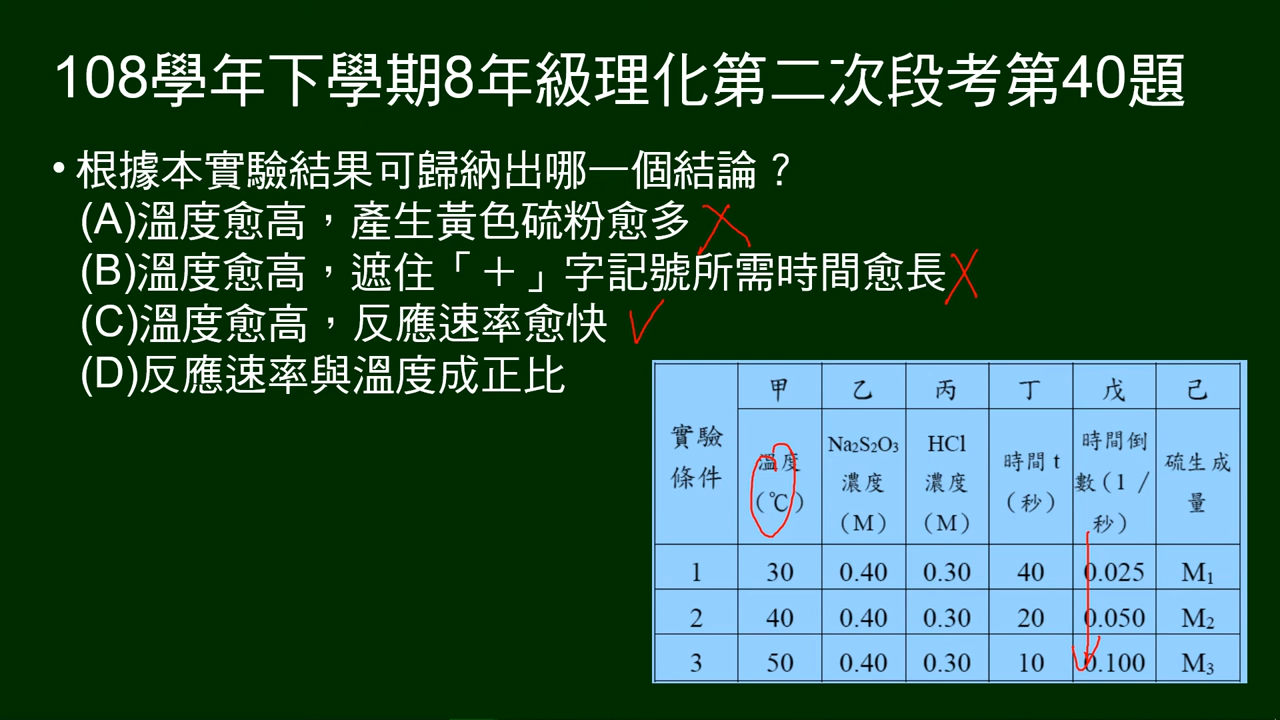 108學年下學期8年級理化第二次段考第40題
• 根據本實驗結果可歸納出哪一個結論？
(A)溫度愈高，產生黃色硫粉愈多
(B)溫度愈高，遮住「＋」字記號所需時間愈長
(C)溫度愈高，反應速率愈快
(D)反應速率與溫度成正比
實驗條件 甲 乙 丙 丁 戊 己
溫度（℃） Na₂S₂O₃濃度（M） HCl濃度（M） 時間 t（秒） 時間倒數（1 / 秒） 硫生成量
1 30 0.40 0.30 40 0.025 M₁
2 40 0.40 0.30 20 0.050 M₂
3 50 0.40 0.30 10 0.100 M₃